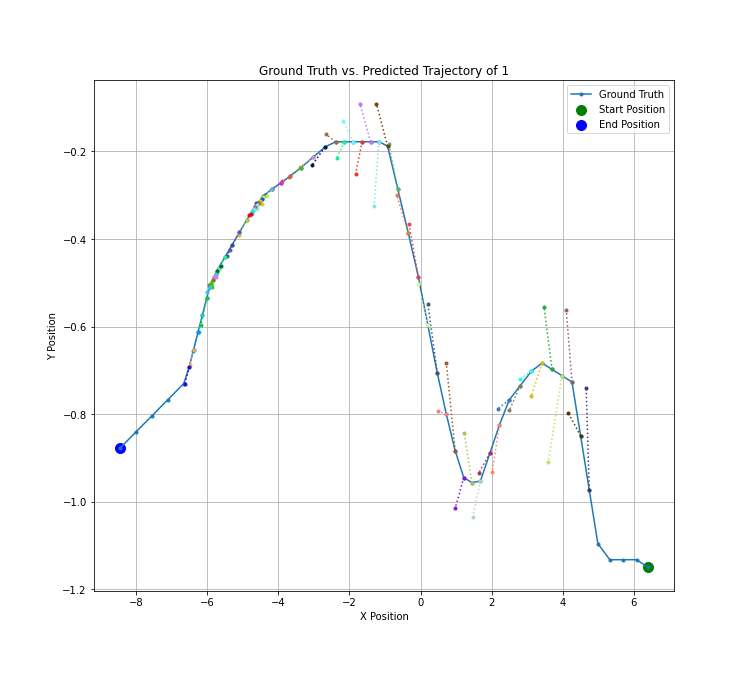 Ground Truth vs. Predicted Trajectory of 1
Ground Truth
Start Position
End Position
Y Position
−0.2
−0.4
−0.6
−0.8
−1.0
−1.2
−8 −6 −4 −2 0 2 4 6
X Position